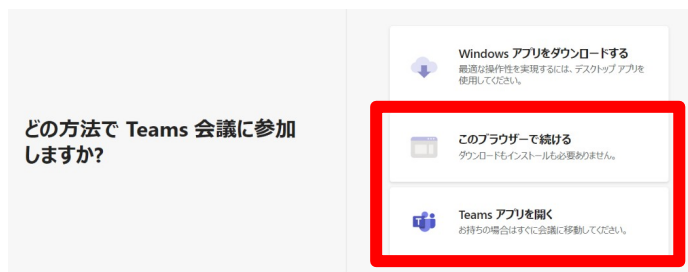 どの方法で Teams 会議に参加
しますか?
Windows アプリをダウンロードする
最適な操作性を実現するには、デスクトップ アプリを
使用してください。
このブラウザーで続ける
ダウンロードもインストールも必要ありません。
Teams アプリを開く
お持ちの場合はすぐに会議に移動してください。